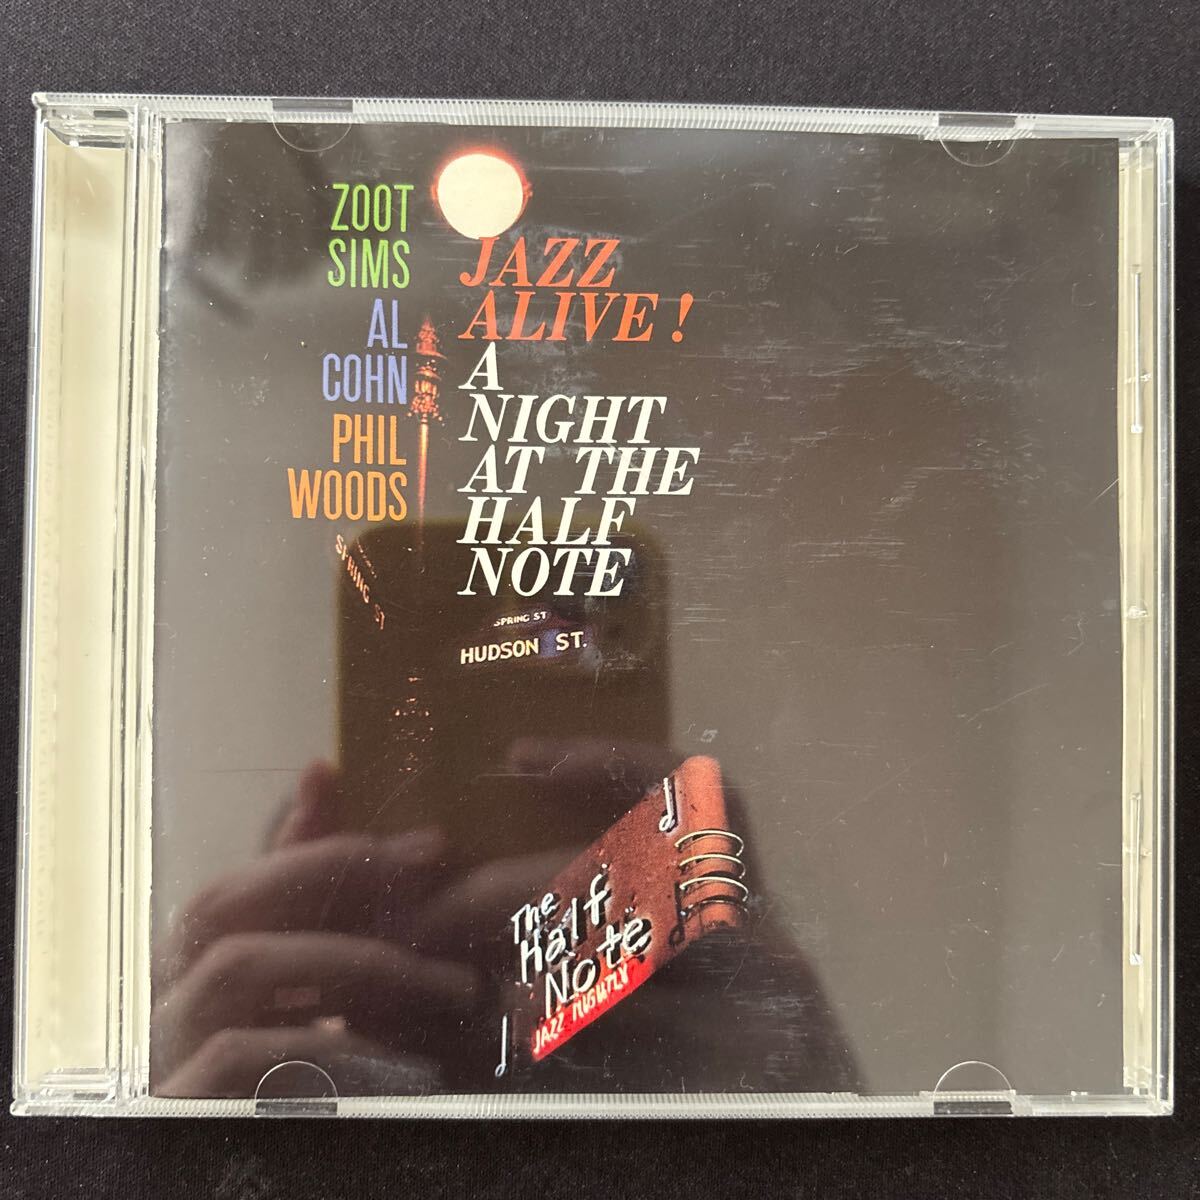 ZOOT
SIMS
AL
COHN
PHIL
WOODS
JAZZ
ALIVE!
A
NIGHT
AT THE
HALF
NOTE
SPRING ST
SPRING ST
HUDSON ST.
The
Half
Note
JAZZ NIGHTLY